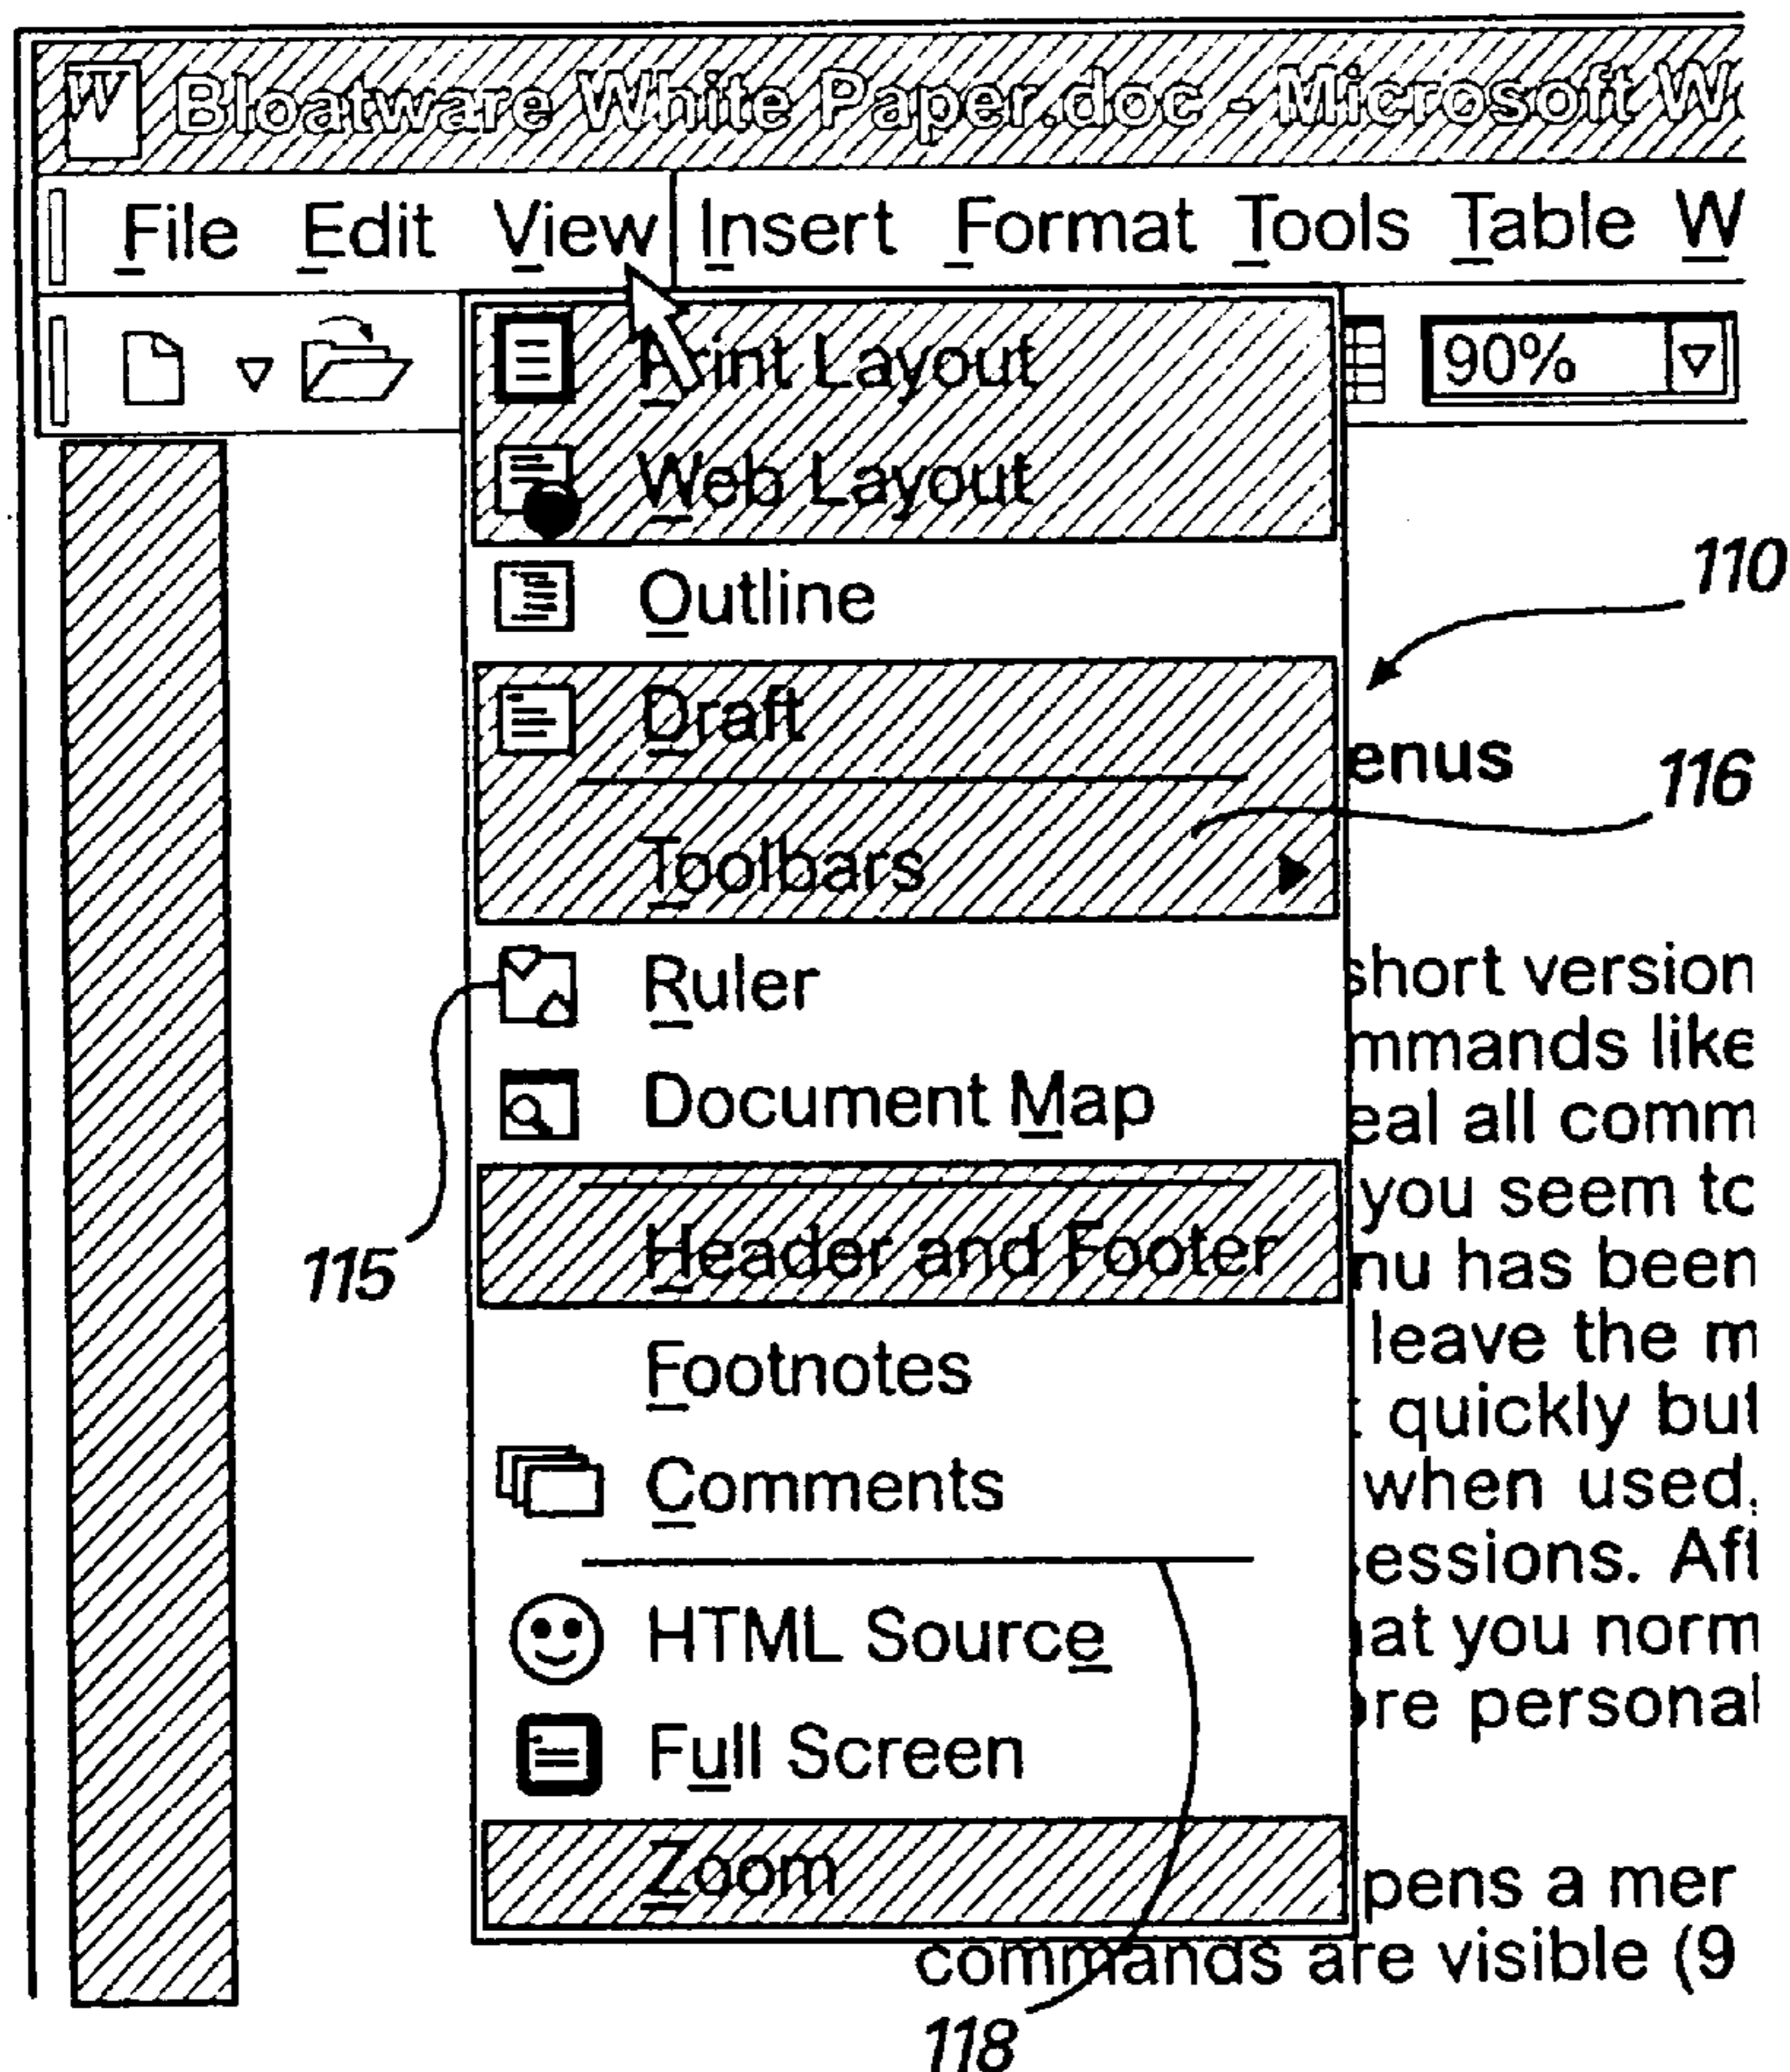 W Bloatware White Paper.doc - Microsoft W
File Edit View Insert Format Tools Table W
90%
Print Layout
Web Layout
Outline
110
Draft
enus
116
Toolbars
Ruler
short version
mmands like
Document Map
eal all comm
you seem to
115
Header and Footer
nu has been
leave the m
Footnotes
quickly but
Comments
when used,
essions. Aft
HTML Source
at you norm
re personal
Full Screen
Zoom
pens a mer
commands are visible (9
118